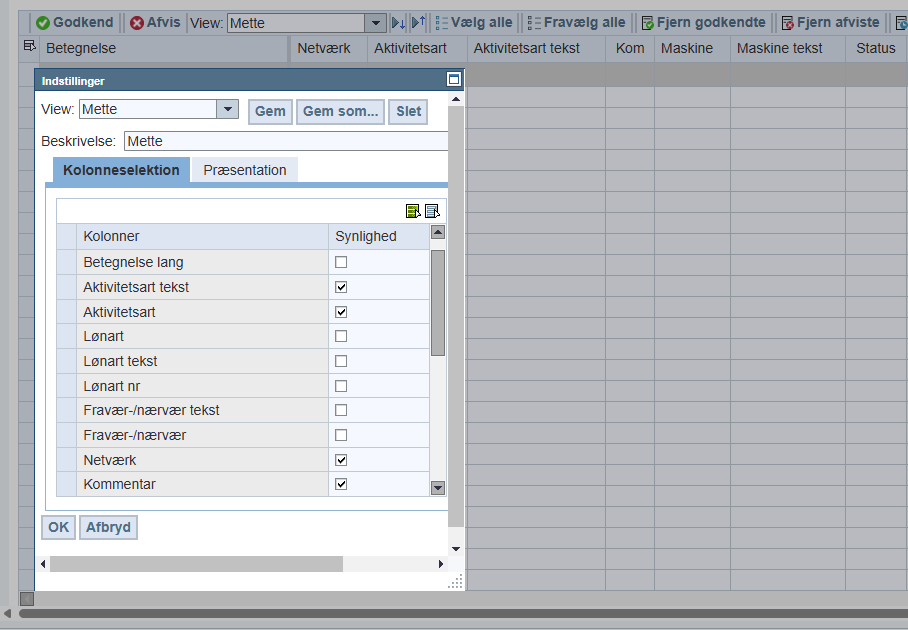 Godkend Afvis View: Mette Vælg alle Fravælg alle Fjern godkendte Fjern afviste
Betegnelse Netværk Aktivitetsart Aktivitetsart tekst Kom Maskine Maskine tekst Status
Indstillinger
View: Mette Gem Gem som... Slet
Beskrivelse: Mette
Kolonneselektion Præsentation
Kolonner Synlighed
Betegnelse lang
Aktivitetsart tekst
Aktivitetsart
Lønart
Lønart tekst
Lønart nr
Fravær-/nærvær tekst
Fravær-/nærvær
Netværk
Kommentar
OK Afbryd